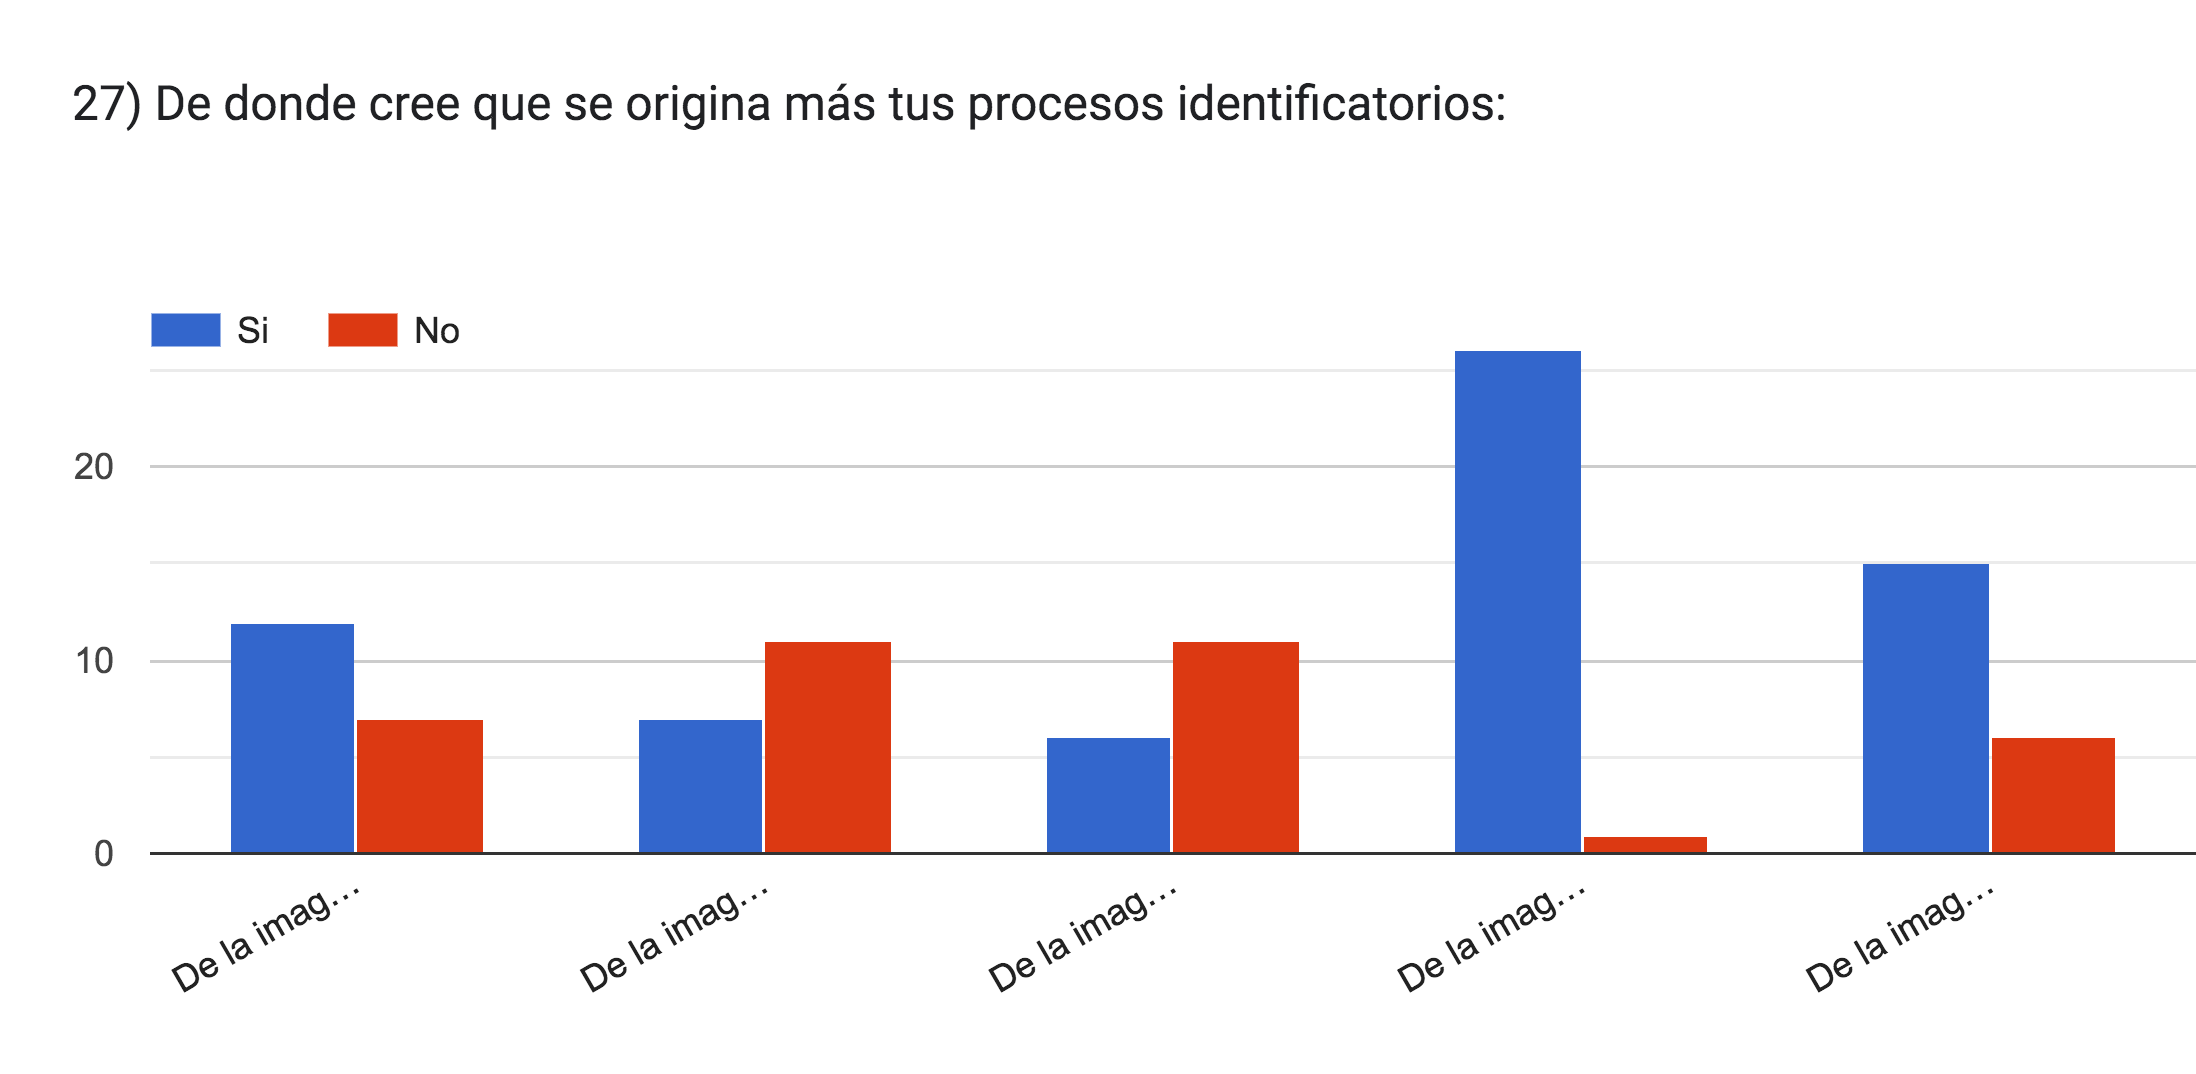 27) De donde cree que se origina más tus procesos identificatorios:
Si No
20
10
0
De la imag... De la imag... De la imag... De la imag... De la imag...